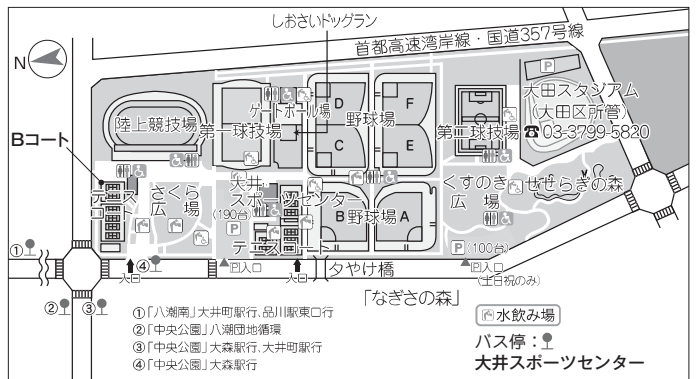 しおさいドッグラン
首都高速湾岸線・国道357号線
N
P
大田スタジアム
(大田区所管)
☎03-3799-5820
ゲートボール場
D
F
陸上競技場
第一球技場
野球場
第二球技場
C
E
Bコート
テニスコート
さくら広場
大井スポーツセンター
(190台)
P
くすのき広場
せせらぎの森
B
野球場
A
テニスコート
P(100台)
①
④
入口
P入口
入口
夕やけ橋
P入口
(土日祝のみ)
「なぎさの森」
②
③
①「八潮南」大井町駅行、品川駅東口行
②「中央公園」八潮団地循環
③「中央公園」大森駅行、大井町駅行
④「中央公園」大森駅行
水飲み場
バス停:
大井スポーツセンター